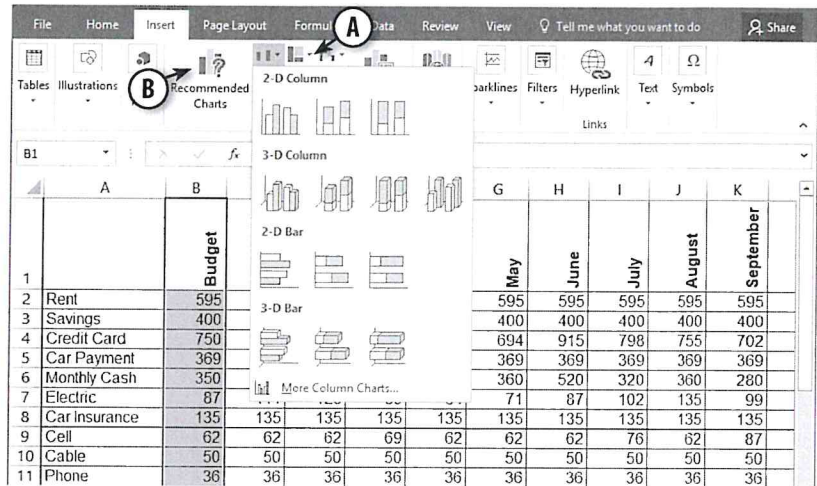 File Home Insert Page Layout Formul Data Review View Tell me what you want to do Share
A
B
Tables Illustrations Recommended Charts parklines Filters Hyperlink Text Symbols
Links
B1 fx
2-D Column
3-D Column
2-D Bar
3-D Bar
More Column Charts...
A B G H I J K
1 Budget May June July August September
2 Rent 595 595 595 595 595 595
3 Savings 400 400 400 400 400 400
4 Credit Card 750 694 915 798 755 702
5 Car Payment 369 369 369 369 369 369
6 Monthly Cash 350 360 520 320 360 280
7 Electric 87 71 87 102 135 99
8 Car Insurance 135 135 135 135 135 135 135 135 135 135
9 Cell 62 62 62 69 62 62 62 76 62 87
10 Cable 50 50 50 50 50 50 50 50 50 50
11 Phone 36 36 36 36 36 36 36 36 36 36